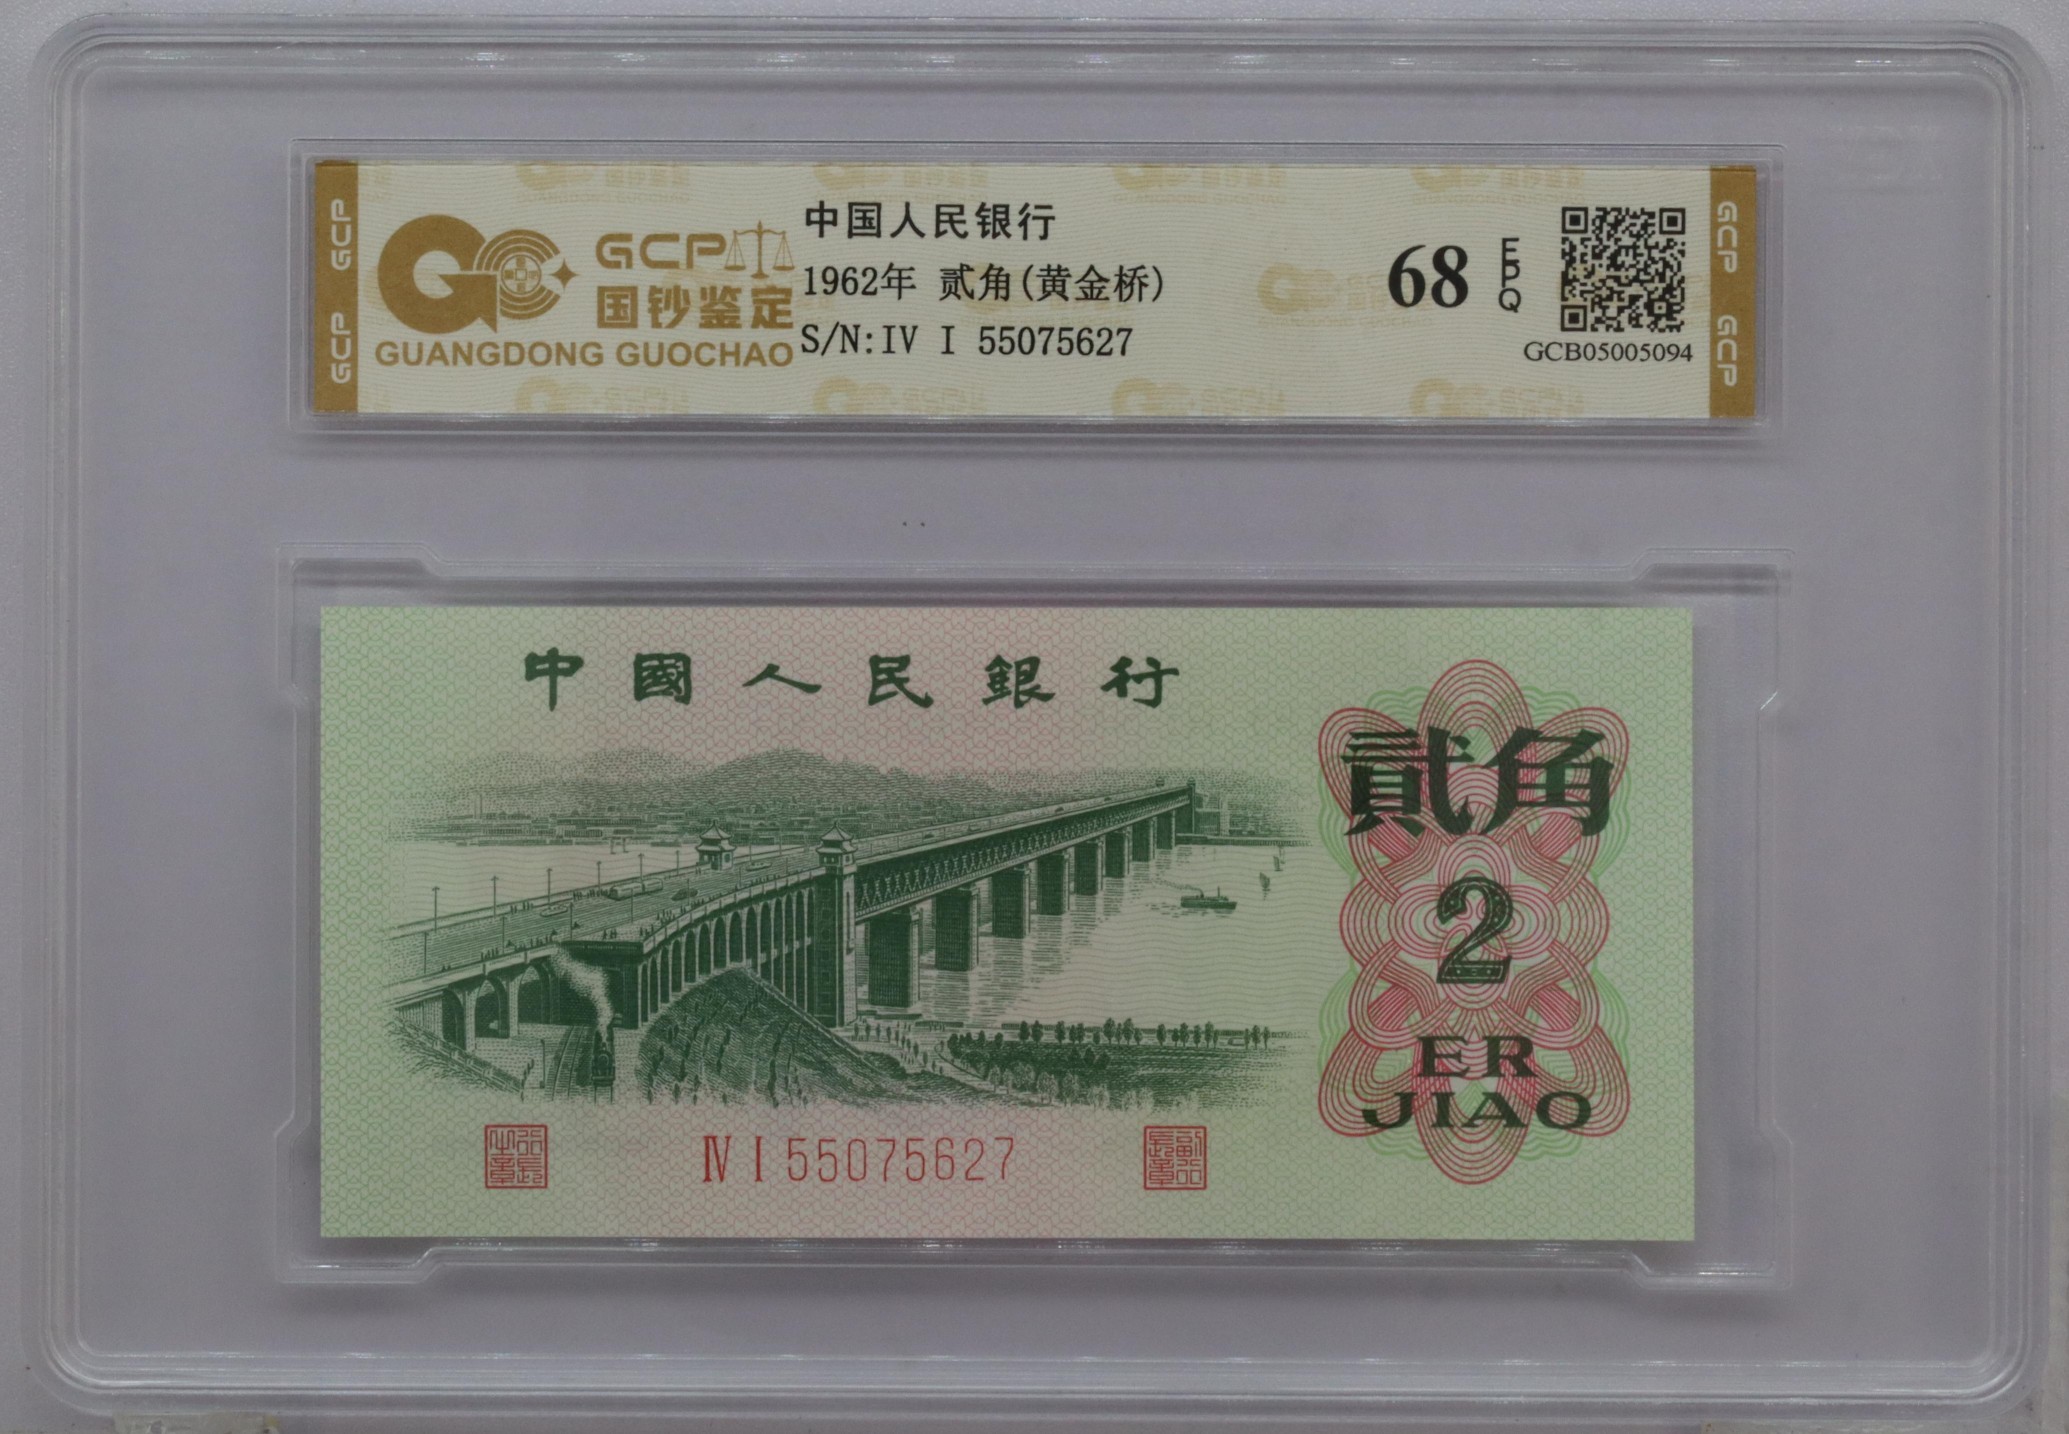 GCP
GCP
GCP
国钞鉴定
GUANGDONG GUOCHAO
中国人民银行
1962年 贰角(黄金桥)
S/N:IV I 55075627
68
EPQ
GCB05005094
GCP
GCP
中國人民銀行
貳角
2
ER
JIAO
IV I 55075627